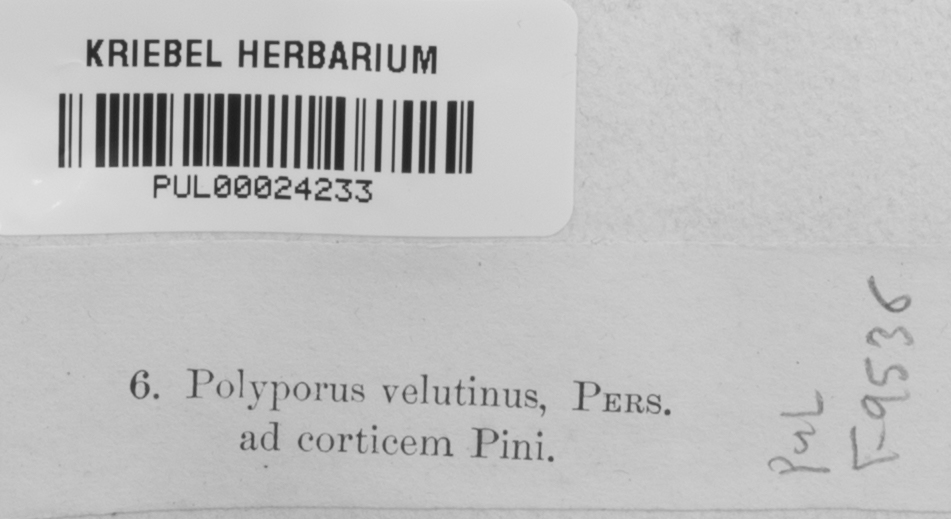 KRIEBEL HERBARIUM
PUL00024233
6. Polyporus velutinus, PERS.
ad corticem Pini.
PUL
F-9536